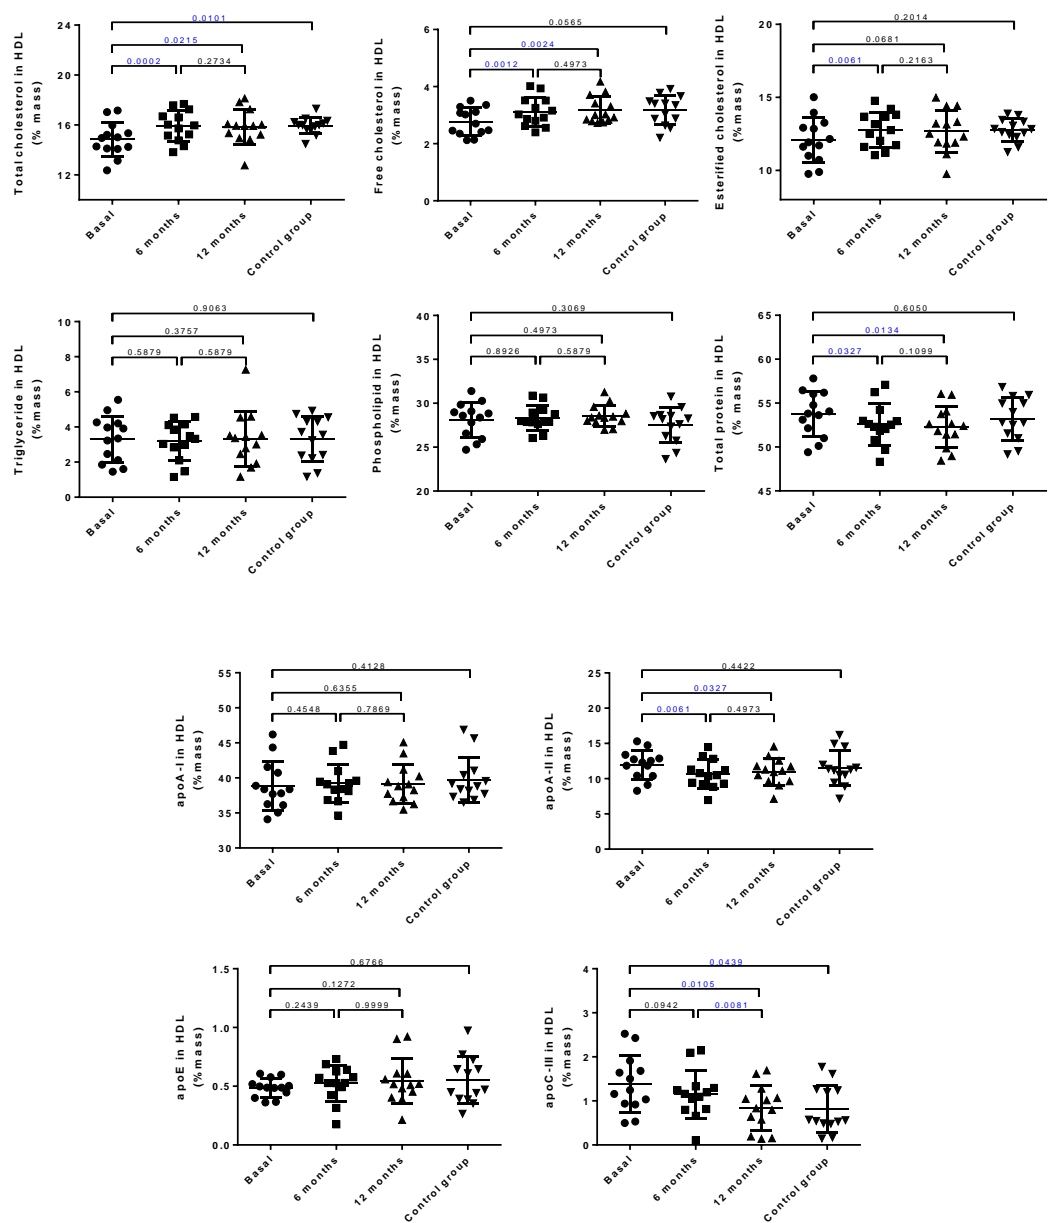 Total cholesterol in HDL
(% mass)
24
20
16
12
0.0101
0.0215
0.0002
0.2734
Basal
6 months
12 months
Control group
Free cholesterol in HDL
(% mass)
6
4
2
0
0.0565
0.0024
0.0012
0.4973
Basal
6 months
12 months
Control group
Esterified cholesterol in HDL
(% mass)
20
15
10
0.2014
0.0681
0.0061
0.2163
Basal
6 months
12 months
Control group
Triglyceride in HDL
(% mass)
10
8
6
4
2
0
0.9063
0.3757
0.5879
0.5879
Basal
6 months
12 months
Control group
Phospholipid in HDL
(% mass)
40
35
30
25
20
0.3069
0.4973
0.8926
0.5879
Basal
6 months
12 months
Control group
Total protein in HDL
(% mass)
65
60
55
50
45
0.6050
0.0134
0.0327
0.1099
Basal
6 months
12 months
Control group
apoA-I in HDL
(%mass)
55
50
45
40
35
30
0.4128
0.6355
0.4548
0.7869
Basal
6 months
12 months
Control group
apoA-II in HDL
(%mass)
25
20
15
10
5
0
0.4422
0.0327
0.0061
0.4973
Basal
6 months
12 months
Control group
apoE in HDL
(%mass)
1.5
1.0
0.5
0.0
0.6766
0.1272
0.2439
0.9999
Basal
6 months
12 months
Control group
apoC-III in HDL
(%mass)
4
3
2
1
0
0.0439
0.0105
0.0942
0.0081
Basal
6 months
12 months
Control group